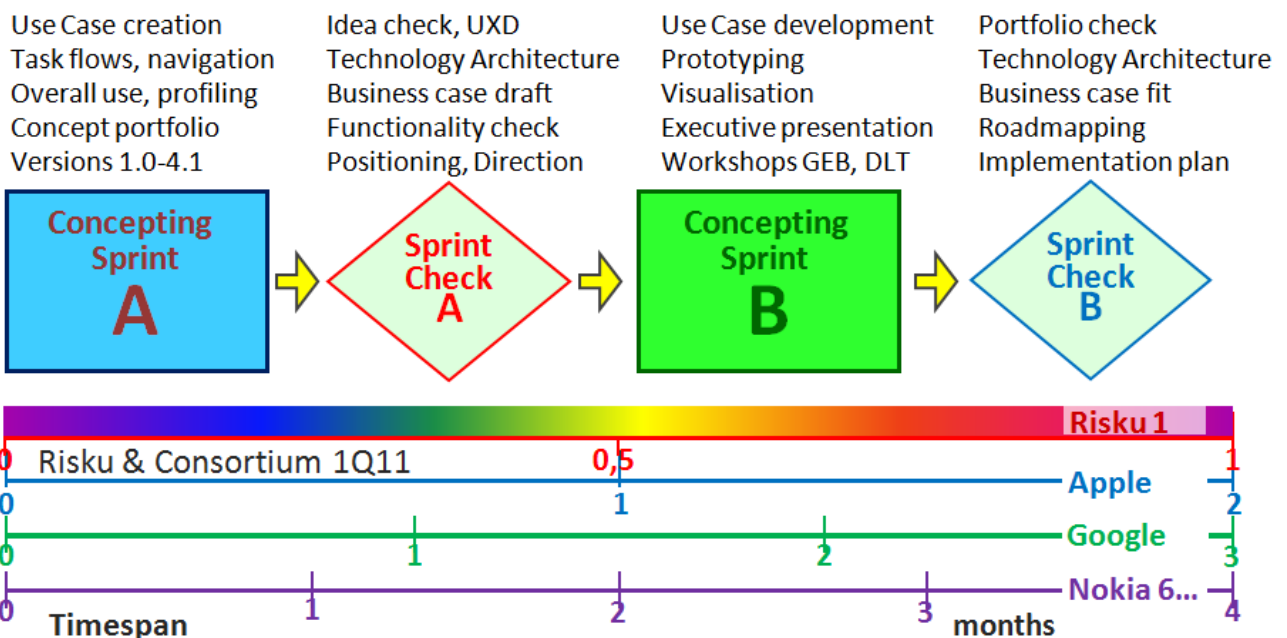 Use Case creation
Task flows, navigation
Overall use, profiling
Concept portfolio
Versions 1.0-4.1
Idea check, UXD
Technology Architecture
Business case draft
Functionality check
Positioning, Direction
Use Case development
Prototyping
Visualisation
Executive presentation
Workshops GEB, DLT
Portfolio check
Technology Architecture
Business case fit
Roadmapping
Implementation plan
Concepting
Sprint
A
Sprint
Check
A
Concepting
Sprint
B
Sprint
Check
B
Risku 1
0 0,5 1
Risku & Consortium 1Q11
Apple
0 1 2
Google
0 1 2 3
Nokia 6...
0 1 2 3 4
Timespan months